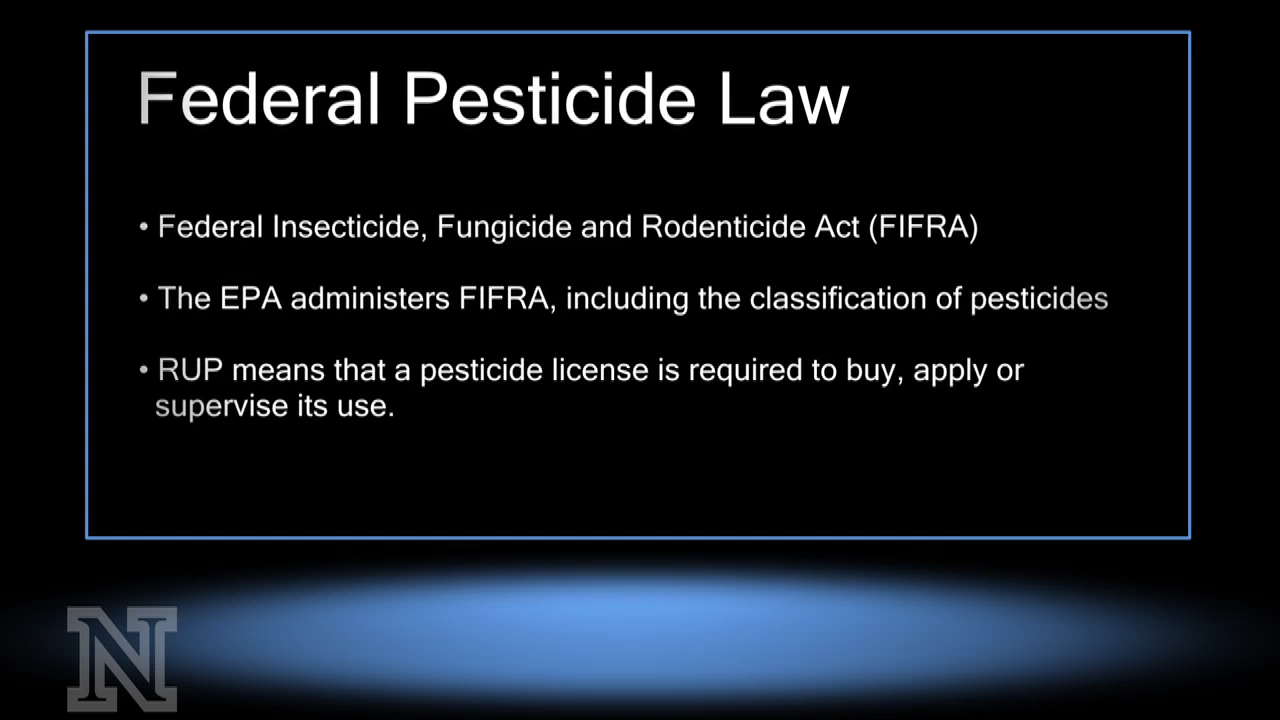 Federal Pesticide Law
• Federal Insecticide, Fungicide and Rodenticide Act (FIFRA)
• The EPA administers FIFRA, including the classification of pesticides
• RUP means that a pesticide license is required to buy, apply or
supervise its use.
N